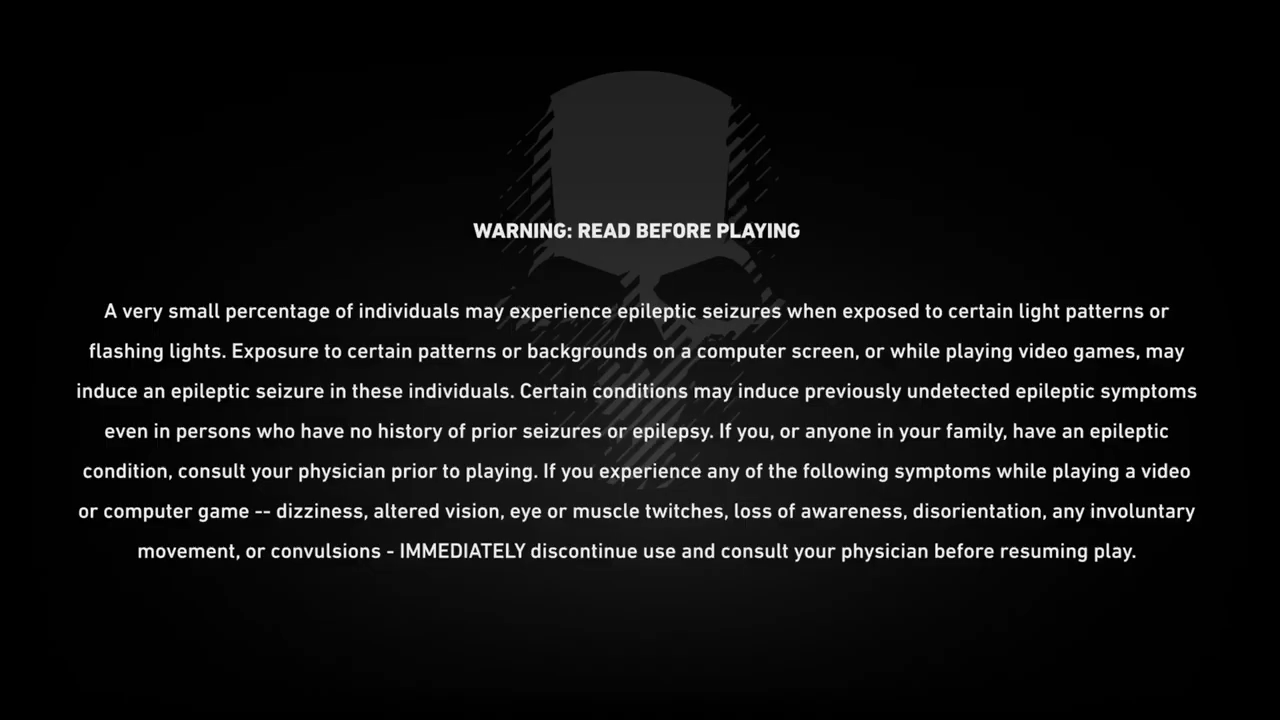 WARNING: READ BEFORE PLAYING
A very small percentage of individuals may experience epileptic seizures when exposed to certain light patterns or
flashing lights. Exposure to certain patterns or backgrounds on a computer screen, or while playing video games, may
induce an epileptic seizure in these individuals. Certain conditions may induce previously undetected epileptic symptoms
even in persons who have no history of prior seizures or epilepsy. If you, or anyone in your family, have an epileptic
condition, consult your physician prior to playing. If you experience any of the following symptoms while playing a video
or computer game -- dizziness, altered vision, eye or muscle twitches, loss of awareness, disorientation, any involuntary
movement, or convulsions - IMMEDIATELY discontinue use and consult your physician before resuming play.